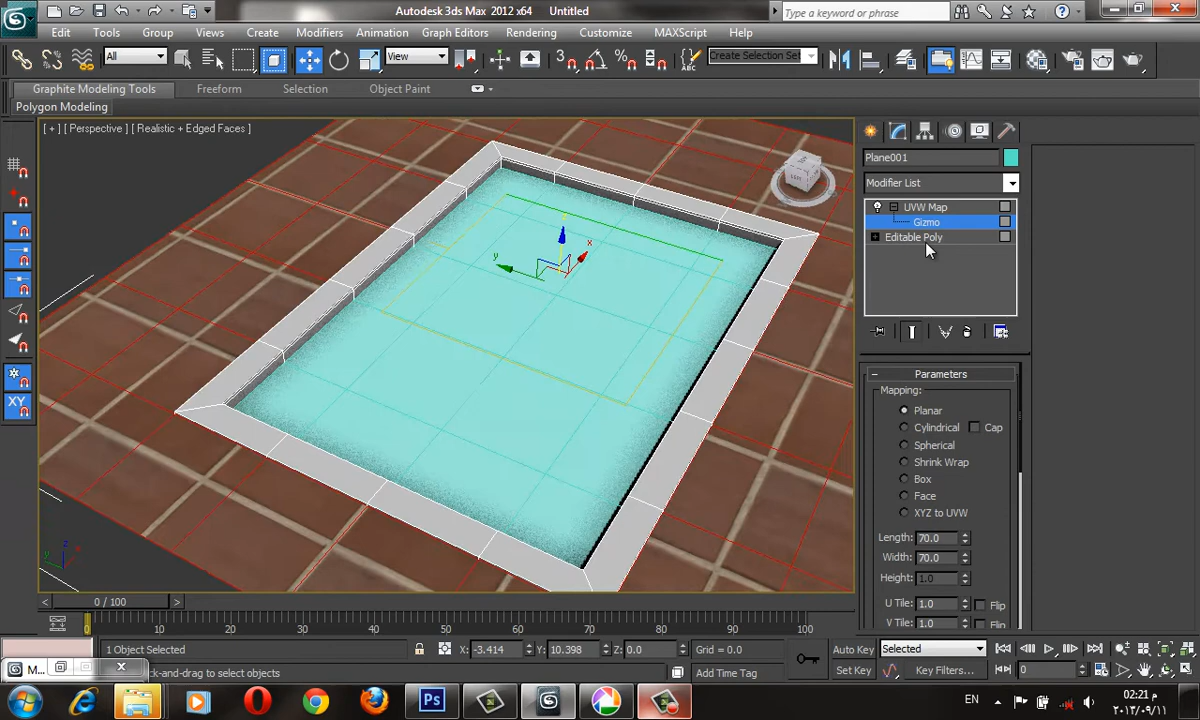 Autodesk 3ds Max 2012 x64 Untitled
Type a keyword or phrase
Edit Tools Group Views Create Modifiers Animation Graph Editors Rendering Customize MAXScript Help
All View Create Selection Set
Graphite Modeling Tools Freeform Selection Object Paint
Polygon Modeling
[ + ] [ Perspective ] [ Realistic + Edged Faces ]
Plane001
Modifier List
UVW Map
Gizmo
Editable Poly
x
y
XY
Parameters
Mapping:
Planar
Cylindrical Cap
Spherical
Shrink Wrap
Box
Face
XYZ to UVW
Length: 70.0
Width: 70.0
Height: 1.0
U Tile: 1.0 Flip
V Tile: 1.0 Flip
< 0 / 100 >
0 10 20 30 40 50 60 70 80 90 100
1 Object Selected X: -3.414 Y: 10.398 Z: 0.0 Grid = 0.0 Auto Key Selected
M... k-and-drag to select objects Add Time Tag Set Key Key Filters... 0
Ps
EN
02:21 م
٢٠١٣/٠٩/١١